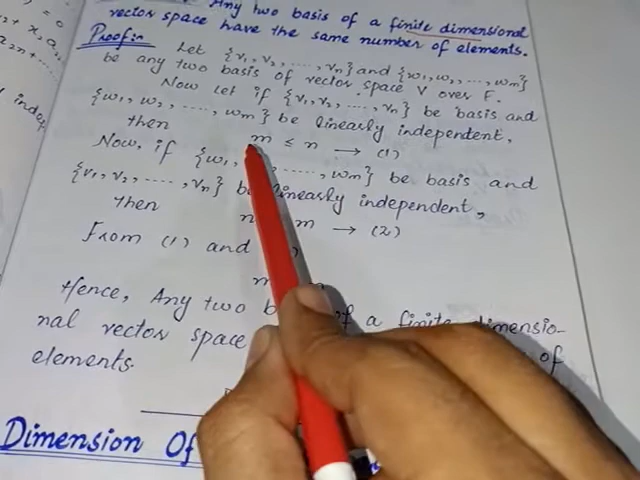 ) = 0
Any two basis of a finite dimensional
vector space have the same number of elements.
Proof:- Let {v₁, v₂, ...., vₙ} and {w₁, w₂, ..., wₘ}
be any two basis of vector space V over F.
Now let if {v₁, v₂, ...., vₙ} be basis and
{w₁, w₂, ...., wₘ} be linearly independent,
then m ≤ n → (1)
Now, if {w₁, ....., wₘ} be basis and
{v₁, v₂, ...., vₙ} be linearly independent,
then n m → (2)
From (1) and
m
Hence, Any two of a finite dimensio-
nal vector space of
elements.
Dimension Of